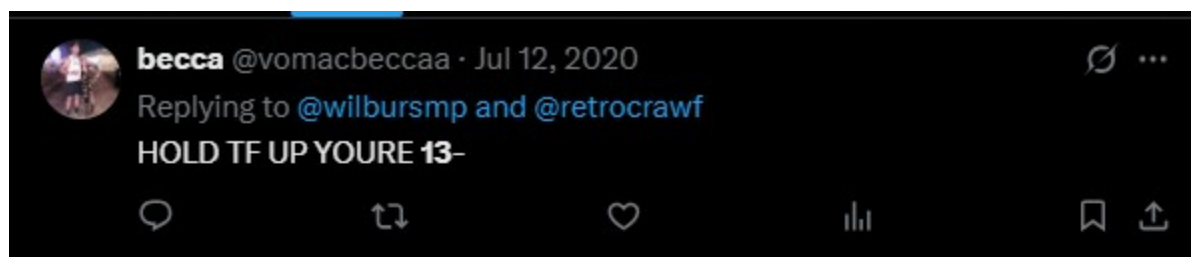 becca @vomacbeccaa · Jul 12, 2020
Replying to @wilbursmp and @retrocrawf
HOLD TF UP YOURE 13-